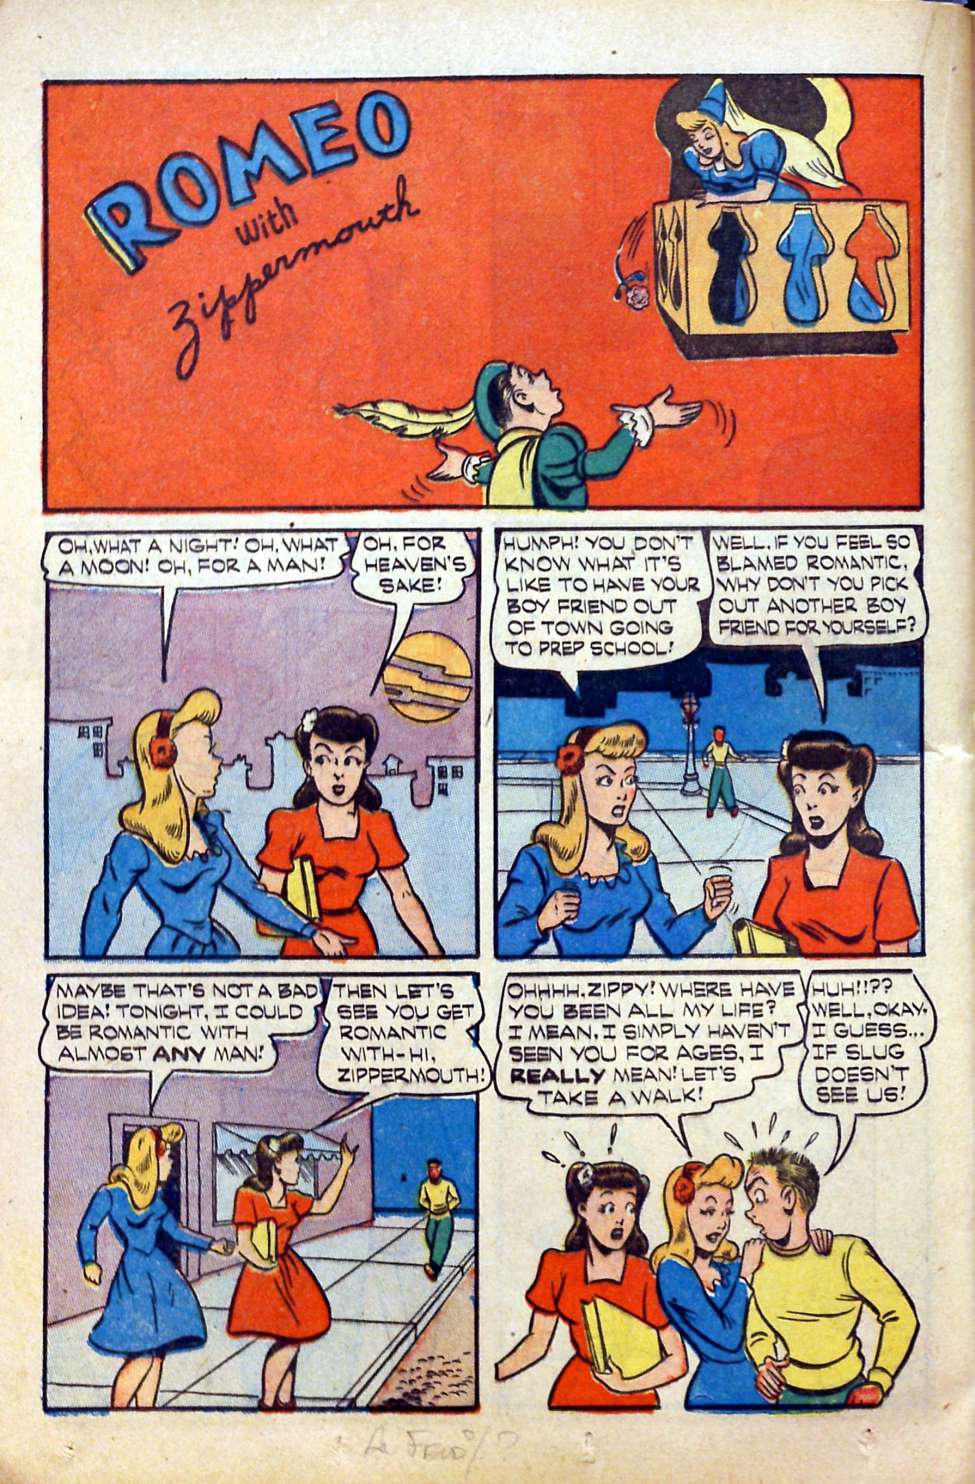 ROMEO
with
Zippermouth
OH, WHAT A NIGHT! OH, WHAT
A MOON! OH, FOR A MAN!
OH, FOR
HEAVEN'S
SAKE!
HUMPH! YOU DON'T
KNOW WHAT IT'S
LIKE TO HAVE YOUR
BOY FRIEND OUT
OF TOWN GOING
TO PREP SCHOOL!
WELL, IF YOU FEEL SO
BLAMED ROMANTIC,
WHY DON'T YOU PICK
OUT ANOTHER BOY
FRIEND FOR YOURSELF?
MAYBE THAT'S NOT A BAD
IDEA! TONIGHT, I COULD
BE ROMANTIC WITH
ALMOST ANY MAN!
THEN LET'S
SEE YOU GET
ROMANTIC
WITH--HI,
ZIPPERMOUTH!
OHHHH, ZIPPY! WHERE HAVE
YOU BEEN ALL MY LIFE?
I MEAN, I SIMPLY HAVEN'T
SEEN YOU FOR AGES, I
REALLY MEAN! LET'S
TAKE A WALK!
HUH!!??
WELL, OKAY,
I GUESS...
IF SLUG
DOESN'T
SEE US!